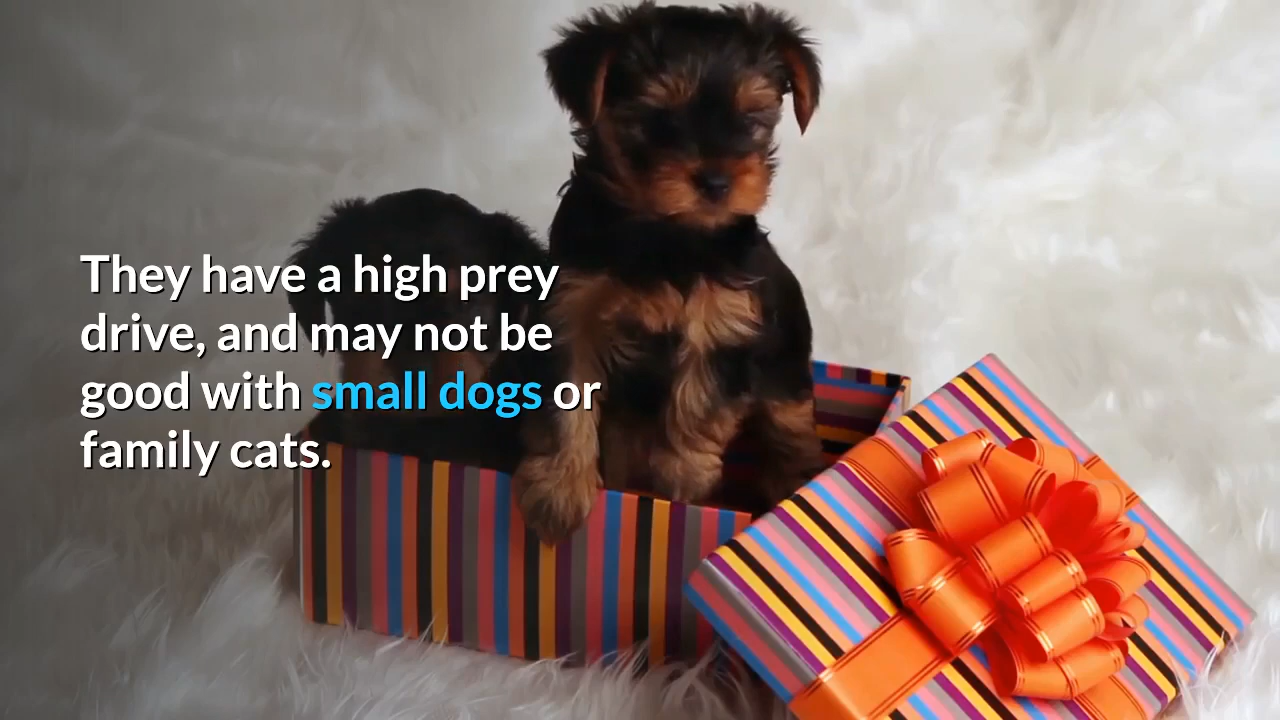 They have a high prey
drive, and may not be
good with small dogs or
family cats.